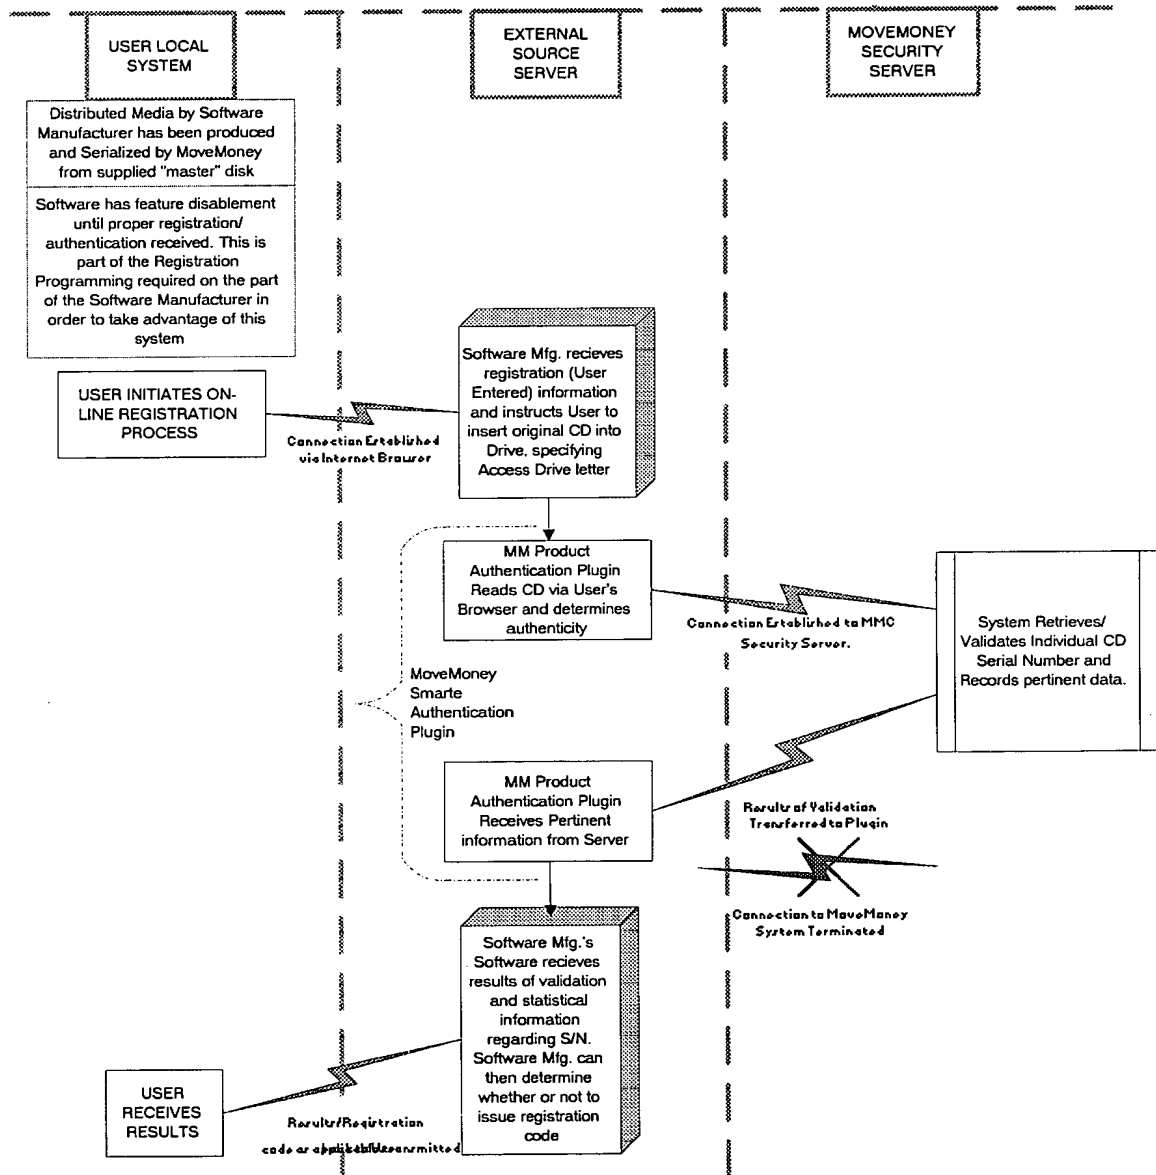 USER LOCAL
SYSTEM
EXTERNAL
SOURCE
SERVER
MOVEMONEY
SECURITY
SERVER
Distributed Media by Software
Manufacturer has been produced
and Serialized by MoveMoney
from supplied "master" disk
Software has feature disablement
until proper registration/
authentication received. This is
part of the Registration
Programming required on the part
of the Software Manufacturer in
order to take advantage of this
system
USER INITIATES ON-
LINE REGISTRATION
PROCESS
Connection Established
via Internet Browser
Software Mfg. recieves
registration (User
Entered) information
and instructs User to
insert original CD into
Drive, specifying
Access Drive letter
MM Product
Authentication Plugin
Reads CD via User's
Browser and determines
authenticity
Connection Established to MMC
Security Server.
System Retrieves/
Validates Individual CD
Serial Number and
Records pertinent data.
MoveMoney
Smarte
Authentication
Plugin
MM Product
Authentication Plugin
Receives Pertinent
information from Server
Results of Validation
Transferred to Plugin
Connection to MoveMoney
System Terminated
Software Mfg.'s
Software recieves
results of validation
and statistical
information
regarding S/N.
Software Mfg. can
then determine
whether or not to
issue registration
code
USER
RECEIVES
RESULTS
Results/Registration
code as applicable transmitted